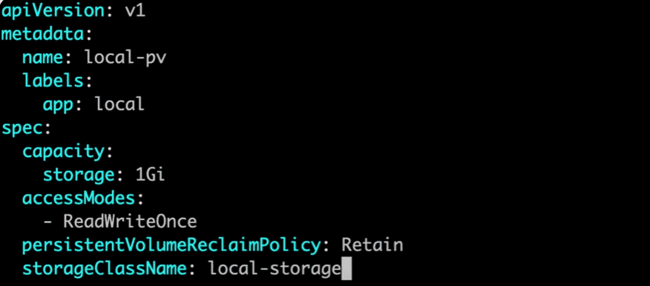 apiVersion: v1
metadata:
  name: local-pv
  labels:
    app: local
spec:
  capacity:
    storage: 1Gi
  accessModes:
    - ReadWriteOnce
  persistentVolumeReclaimPolicy: Retain
  storageClassName: local-storage